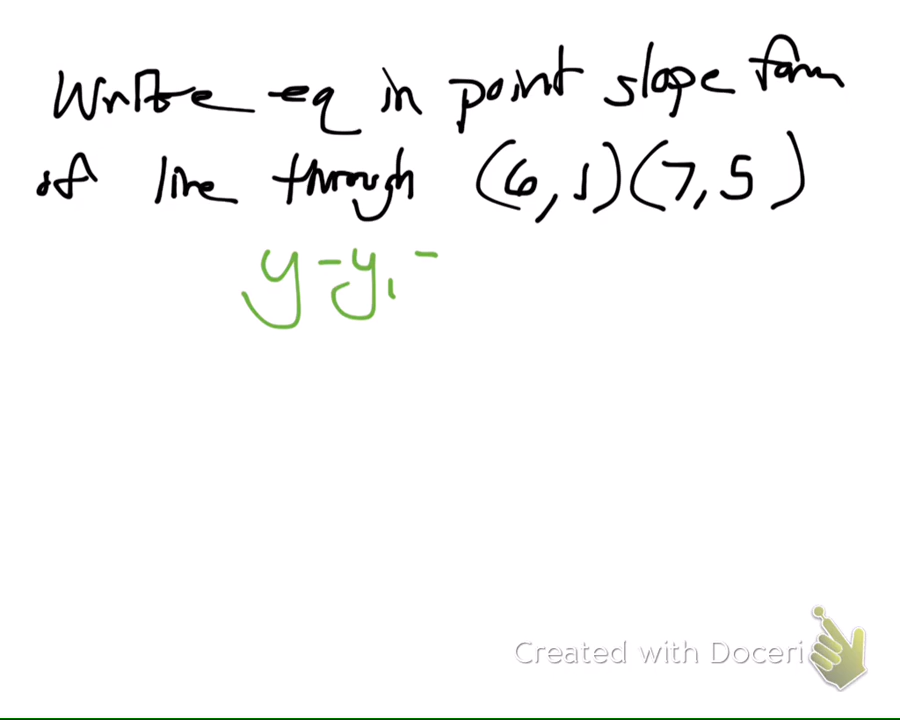 Write eq in point slope form
of line through (6,1)(7,5)
y-y₁-
Created with Doceri